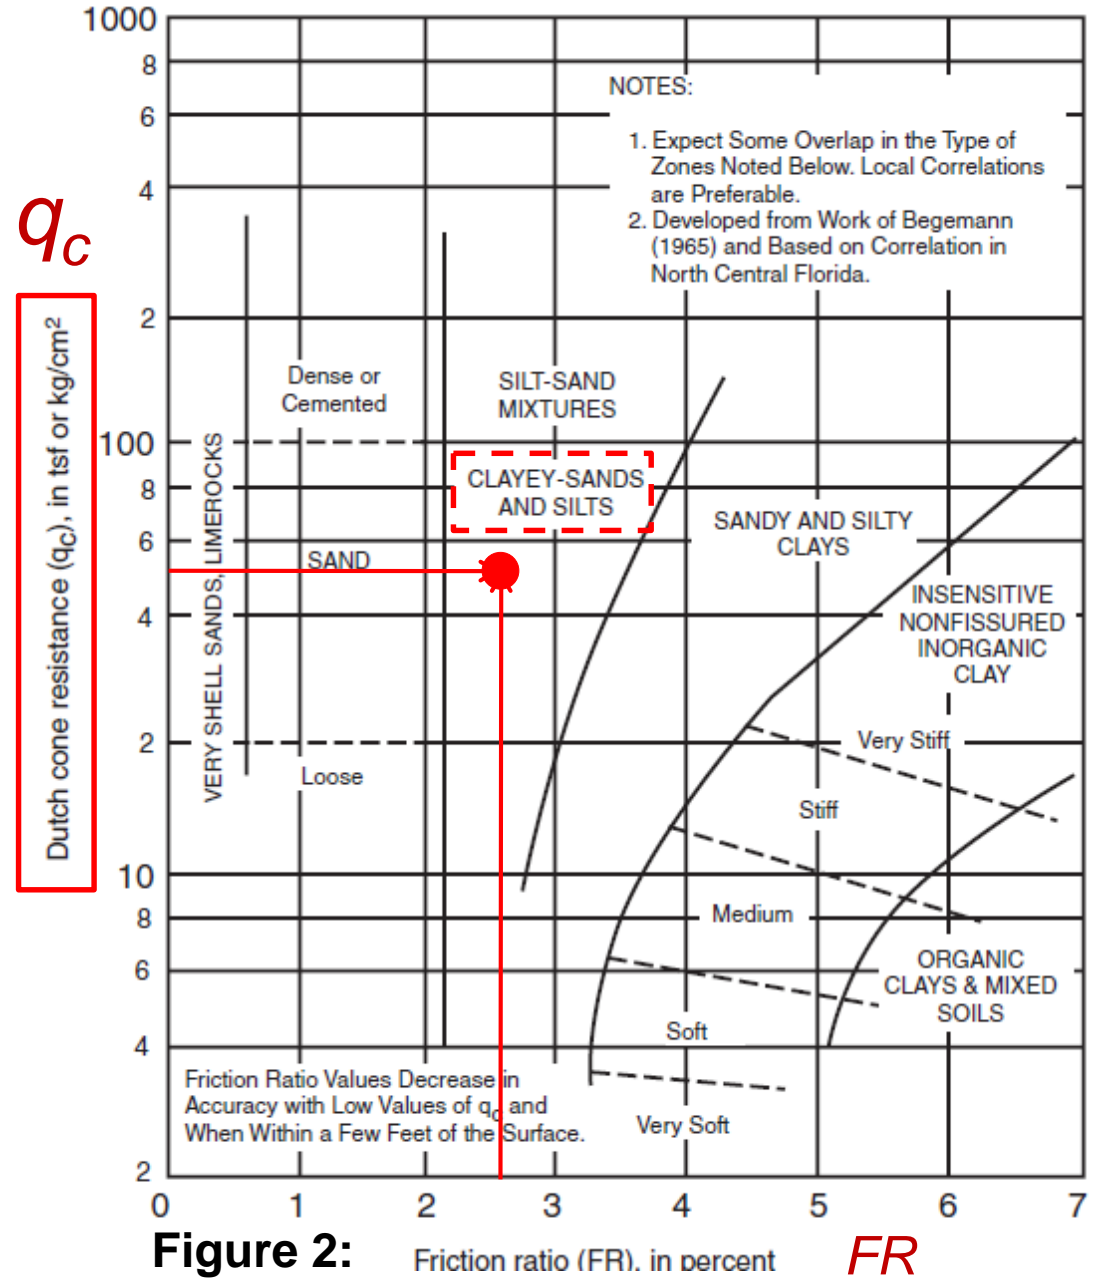 1000
8
6
4
2
100
8
6
4
2
10
8
6
4
2
q_c
Dutch cone resistance (q_c), in tsf or kg/cm²
NOTES:
1. Expect Some Overlap in the Type of
Zones Noted Below. Local Correlations
are Preferable.
2. Developed from Work of Begemann
(1965) and Based on Correlation in
North Central Florida.
Dense or
Cemented
SILT-SAND
MIXTURES
CLAYEY-SANDS
AND SILTS
SANDY AND SILTY
CLAYS
VERY SHELL SANDS, LIMEROCKS
SAND
INSENSITIVE
NONFISSURED
INORGANIC
CLAY
Very Stiff
Loose
Stiff
Medium
ORGANIC
CLAYS & MIXED
SOILS
Soft
Friction Ratio Values Decrease in
Accuracy with Low Values of q_c and
When Within a Few Feet of the Surface.
Very Soft
0 1 2 3 4 5 6 7
Figure 2: Friction ratio (FR), in percent FR